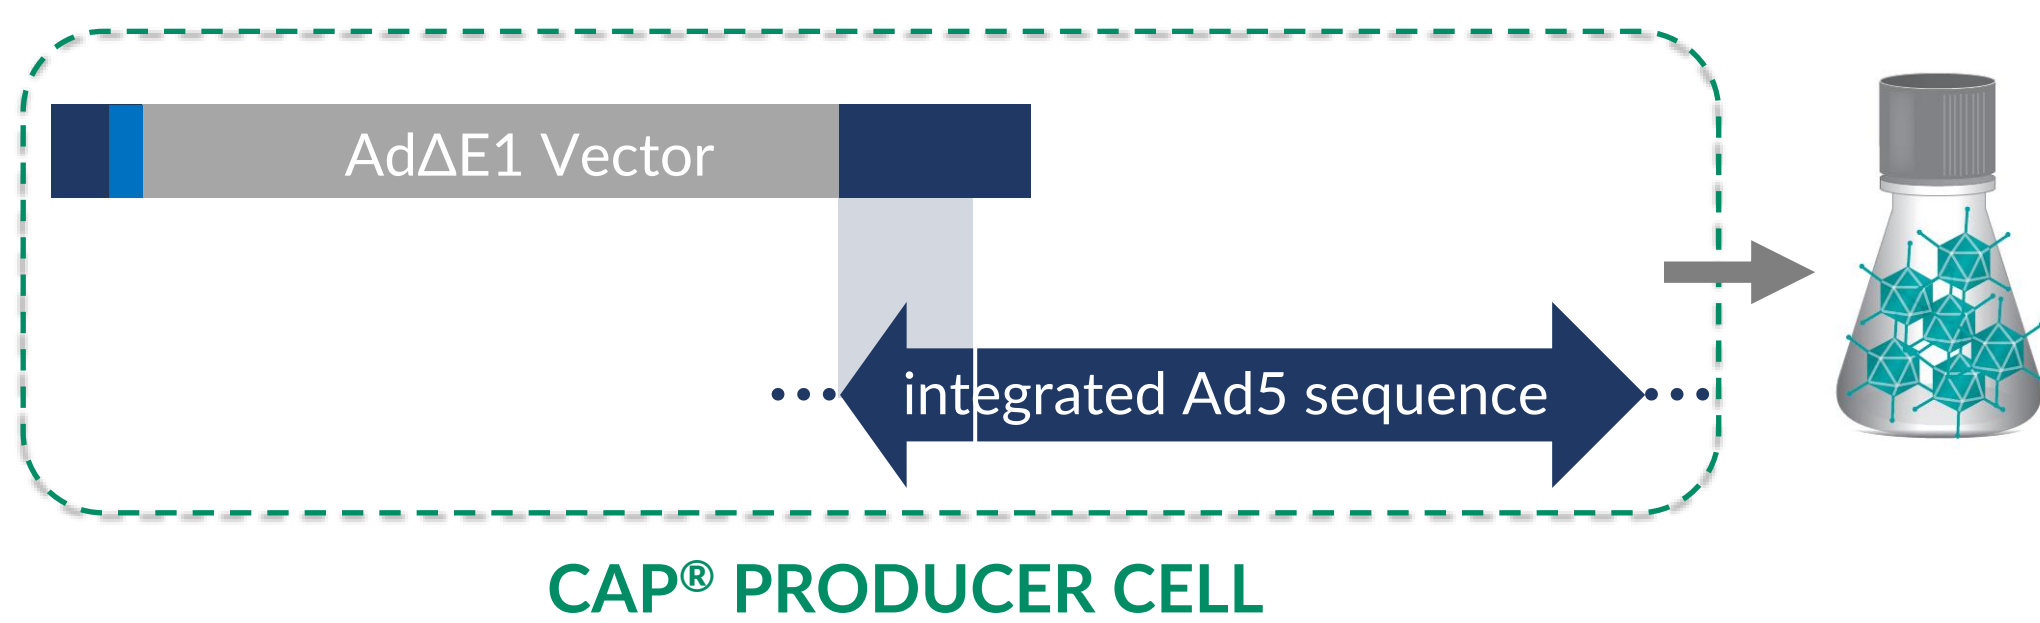 AdΔE1 Vector
integrated Ad5 sequence
CAP® PRODUCER CELL